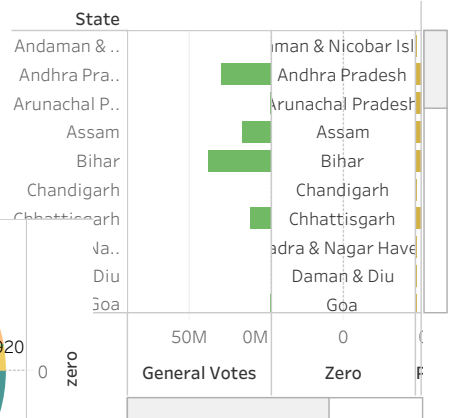 State
Andaman & .. ıman & Nicobar Isl
Andhra Pra.. Andhra Pradesh
Arunachal P.. Arunachal Pradesh
Assam Assam
Bihar Bihar
Chandigarh Chandigarh
Chhattisgarh Chhattisgarh
Na.. adra & Nagar Have
Diu Daman & Diu
Goa Goa
50M 0M 0
920 0 zero
General Votes Zero